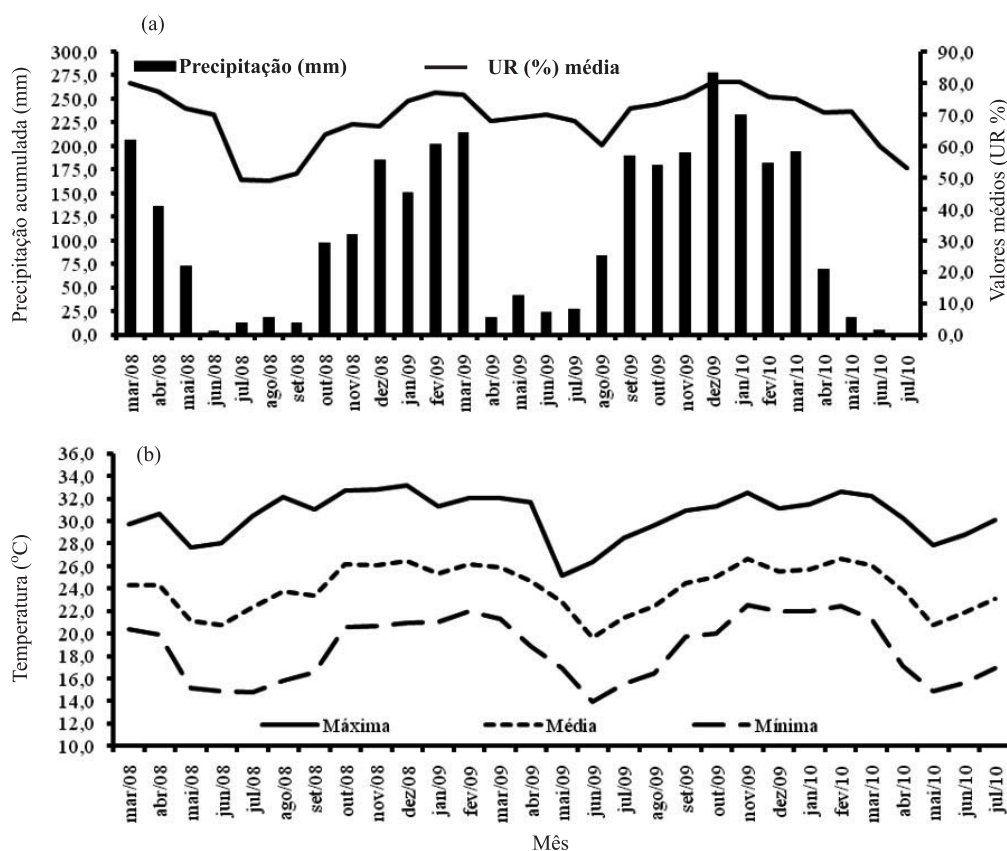 (a)
Precipitação acumulada (mm)
300,0
275,0
250,0
225,0
200,0
175,0
150,0
125,0
100,0
75,0
50,0
25,0
0,0
Precipitação (mm)
UR (%) média
90,0
80,0
70,0
60,0
50,0
40,0
30,0
20,0
10,0
0,0
Valores médios (UR %)
mar/08
abr/08
mai/08
jun/08
jul/08
ago/08
set/08
out/08
nov/08
dez/08
jan/09
fev/09
mar/09
abr/09
mai/09
jun/09
jul/09
ago/09
set/09
out/09
nov/09
dez/09
jan/10
fev/10
mar/10
abr/10
mai/10
jun/10
jul/10
(b)
Temperatura (°C)
36,0
34,0
32,0
30,0
28,0
26,0
24,0
22,0
20,0
18,0
16,0
14,0
12,0
10,0
Máxima
Média
Mínima
mar/08
abr/08
mai/08
jun/08
jul/08
ago/08
set/08
out/08
nov/08
dez/08
jan/09
fev/09
mar/09
abr/09
mai/09
jun/09
jul/09
ago/09
set/09
out/09
nov/09
dez/09
jan/10
fev/10
mar/10
abr/10
mai/10
jun/10
jul/10
Mês